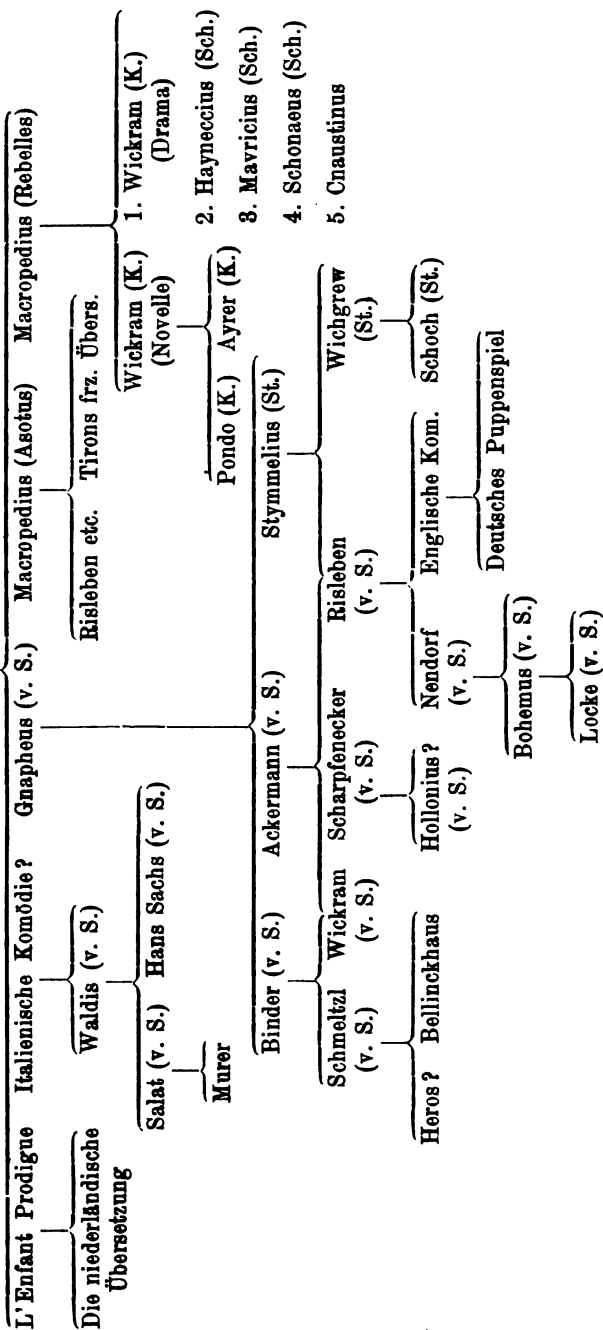 L'Enfant Prodigue Italienische Komödie? Gnapheus (v. S.) Macropedius (Asotus) Macropedius (Rebelles)
Die niederländische
Übersetzung
Waldis (v. S.)
Risleben etc. Tirons frz. Übers.
Wickram (K.)
(Novelle)
1. Wickram (K.)
(Drama)
2. Hayneccius (Sch.)
3. Mavricius (Sch.)
4. Schonaeus (Sch.)
5. Cnaustinus
Salat (v. S.) Hans Sachs (v. S.)
Murer
Pondo (K.) Ayrer (K.)
Binder (v. S.) Ackermann (v. S.) Stymmelius (St.)
Schmeltzl
(v. S.)
Wickram
(v. S.)
Scharpfenecker
(v. S.)
Risleben
(v. S.)
Wichgrew
(St.)
Heros? Bellinckhaus
Hollonius?
(v. S.)
Nendorf
(v. S.)
Englische Kom.
Schoch (St.)
Bohemus (v. S.)
Deutsches Puppenspiel
Locke (v. S.)